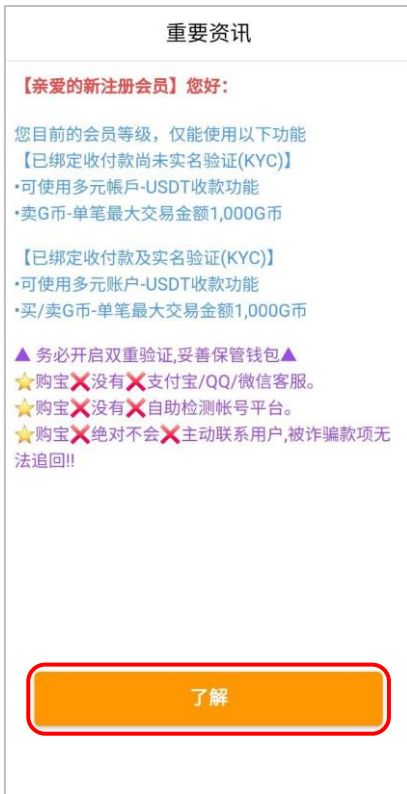 重要资讯
【亲爱的新注册会员】您好：
您目前的会员等级，仅能使用以下功能
【已绑定收付款尚未实名验证(KYC)】
•可使用多元帳戶-USDT收款功能
•卖G币-单笔最大交易金额1,000G币
【已绑定收付款及实名验证(KYC)】
•可使用多元账户-USDT收款功能
•买/卖G币-单笔最大交易金额1,000G币
▲ 务必开启双重验证,妥善保管钱包▲
⭐购宝❌没有❌支付宝/QQ/微信客服。
⭐购宝❌没有❌自助检测帐号平台。
⭐购宝❌绝对不会❌主动联系用户,被诈骗款项无
法追回!!
了解